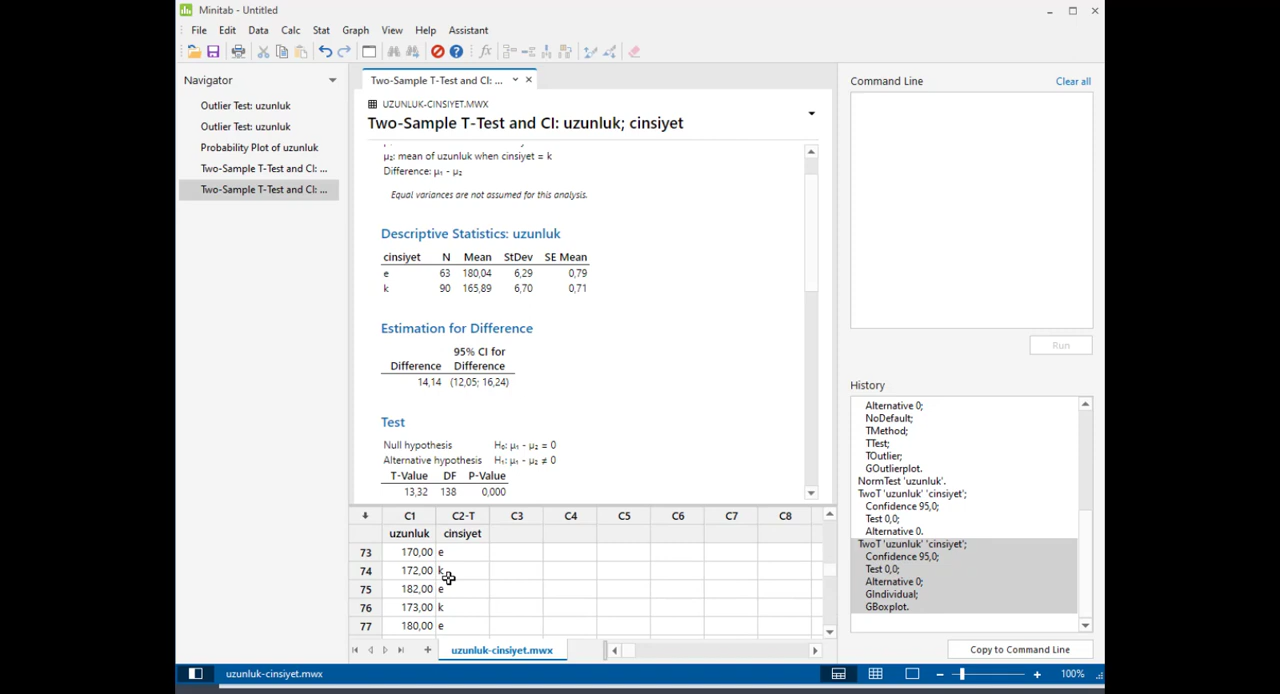 Minitab - Untitled
File Edit Data Calc Stat Graph View Help Assistant
Navigator
Outlier Test: uzunluk
Outlier Test: uzunluk
Probability Plot of uzunluk
Two-Sample T-Test and CI: ...
Two-Sample T-Test and CI: ...
Two-Sample T-Test and CI: ...
UZUNLUK-CINSIYET.MWX
Two-Sample T-Test and CI: uzunluk; cinsiyet
μ₂: mean of uzunluk when cinsiyet = k
Difference: μ₁ - μ₂
Equal variances are not assumed for this analysis.
Descriptive Statistics: uzunluk
cinsiyet N Mean StDev SE Mean
e 63 180,04 6,29 0,79
k 90 165,89 6,70 0,71
Estimation for Difference
95% CI for
Difference Difference
14,14 (12,05; 16,24)
Test
Null hypothesis H₀: μ₁ - μ₂ = 0
Alternative hypothesis H₁: μ₁ - μ₂ ≠ 0
T-Value DF P-Value
13,32 138 0,000
C1 C2-T C3 C4 C5 C6 C7 C8
uzunluk cinsiyet
73 170,00 e
74 172,00 k
75 182,00 e
76 173,00 k
77 180,00 e
uzunluk-cinsiyet.mwx
Command Line Clear all
Run
History
Alternative 0;
NoDefault;
TMethod;
TTest;
TOutlier;
GOutlierplot.
NormTest 'uzunluk'.
TwoT 'uzunluk' 'cinsiyet';
Confidence 95,0;
Test 0,0;
Alternative 0.
TwoT 'uzunluk' 'cinsiyet';
Confidence 95,0;
Test 0,0;
Alternative 0;
GIndividual;
GBoxplot.
Copy to Command Line
uzunluk-cinsiyet.mwx
100%